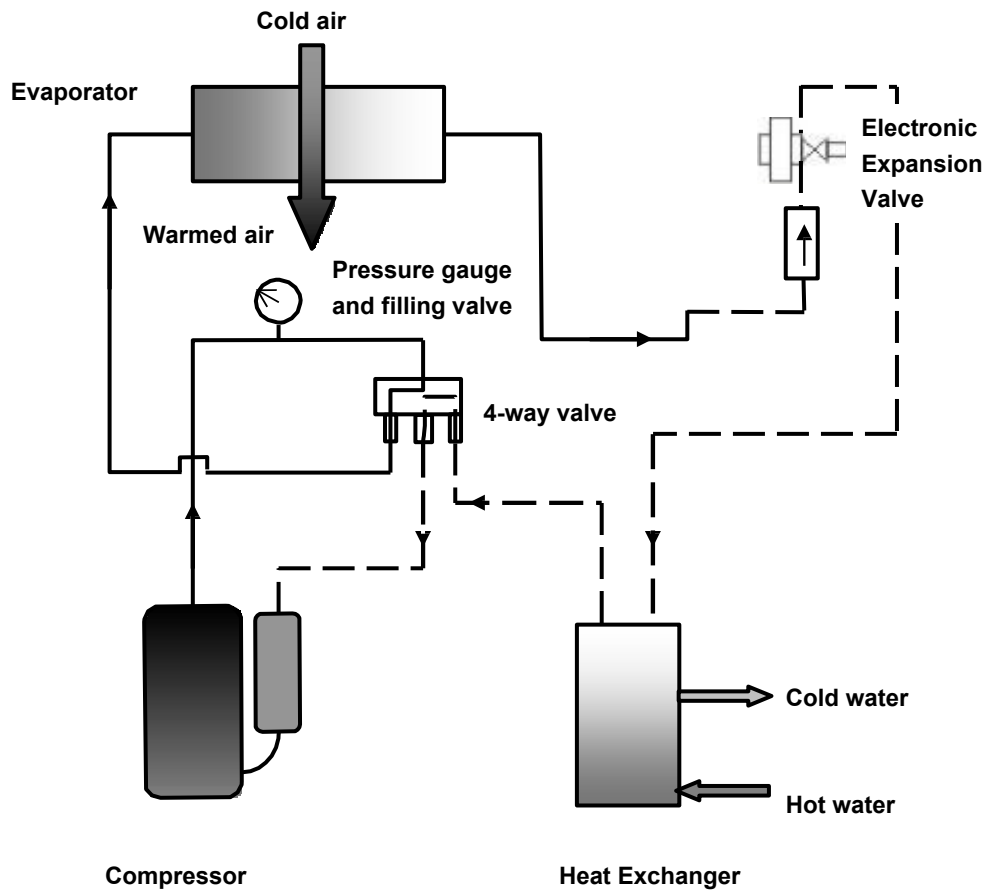 Cold air
Evaporator
Electronic
Expansion
Valve
Warmed air
Pressure gauge
and filling valve
4-way valve
Cold water
Hot water
Compressor
Heat Exchanger